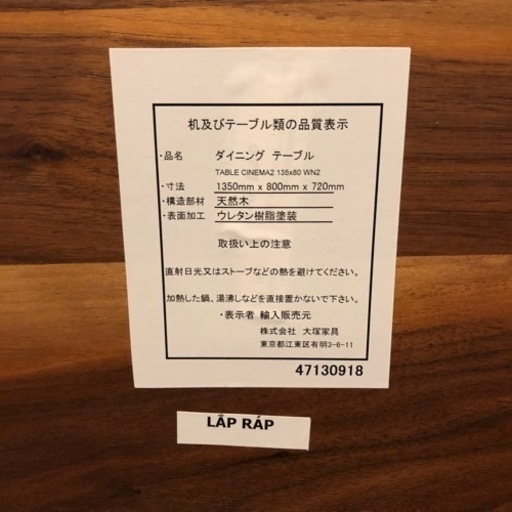 机及びテーブル類の品質表示
・品名 ダイニング テーブル
TABLE CINEMA2 135x80 WN2
・寸法 1350mm x 800mm x 720mm
・構造部材 天然木
・表面加工 ウレタン樹脂塗装
取扱い上の注意
直射日光又はストーブなどの熱を避けてください。
加熱した鍋、湯沸しなどを直接置かないで下さい。
・表示者 輸入販売元
株式会社 大塚家具
東京都江東区有明3-6-11
47130918
LẮP RÁP